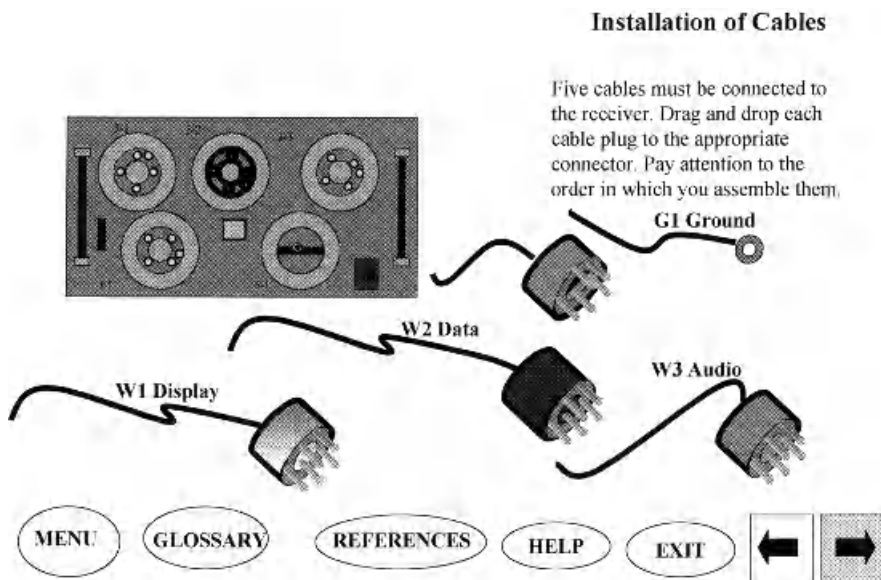 Installation of Cables
Five cables must be connected to
the receiver. Drag and drop each
cable plug to the appropriate
connector. Pay attention to the
order in which you assemble them.
G1 Ground
W2 Data
W3 Audio
W1 Display
MENU
GLOSSARY
REFERENCES
HELP
EXIT